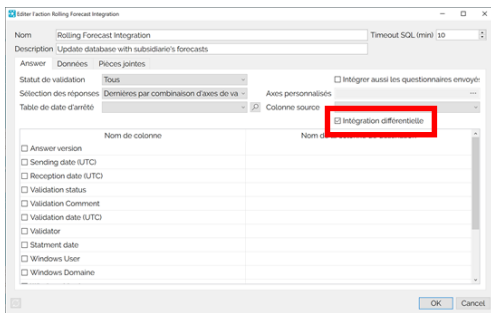 Editer l'action Rolling Forecast Integration
Nom Rolling Forecast Integration Timeout SQL (min) 10
Description Update database with subsidiarie's forecasts
Answer Données Pièces jointes
Statut de validation Tous Intégrer aussi les questionnaires envoyés
Sélection des réponses Dernières par combinaison d'axes de va Axes personnalisés ...
Table de date d'arrêté Colonne source
Intégration différentielle
Nom de colonne Nom de
Answer version
Sending date (UTC)
Reception date (UTC)
Validation status
Validation Comment
Validation date (UTC)
Validator
Statment date
Windows User
Windows Domaine
OK Cancel